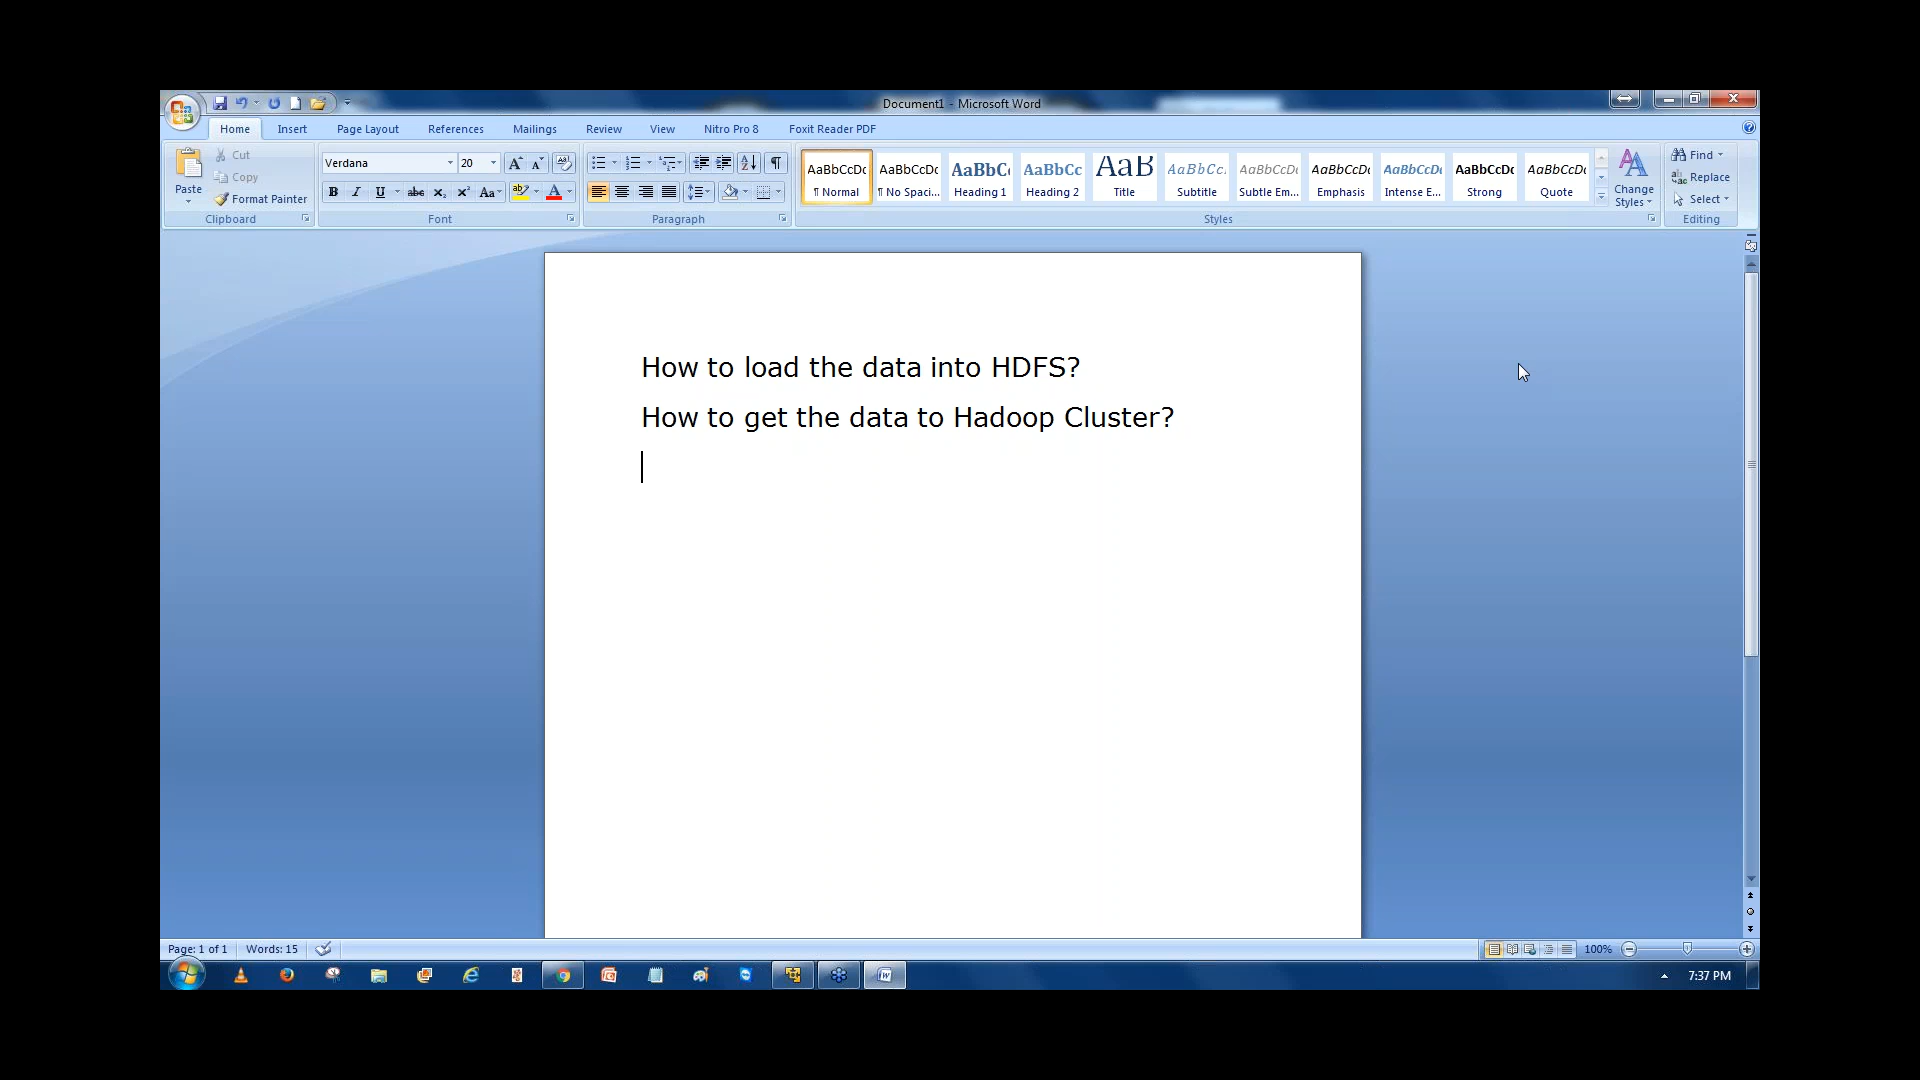 Document1 - Microsoft Word
Home Insert Page Layout References Mailings Review View Nitro Pro 8 Foxit Reader PDF
Paste
Cut
Copy
Format Painter
Clipboard
Verdana 20
Font
Paragraph
AaBbCcDc AaBbCcDc AaBbC AaBbCc AaB AaBbCc. AaBbCcDc AaBbCcDc AaBbCcDc AaBbCcDc AaBbCcDc
¶ Normal ¶ No Spaci... Heading 1 Heading 2 Title Subtitle Subtle Em... Emphasis Intense E... Strong Quote
Change Styles
Styles
Find
Replace
Select
Editing
How to load the data into HDFS?
How to get the data to Hadoop Cluster?
Page: 1 of 1 Words: 15 100%
7:37 PM